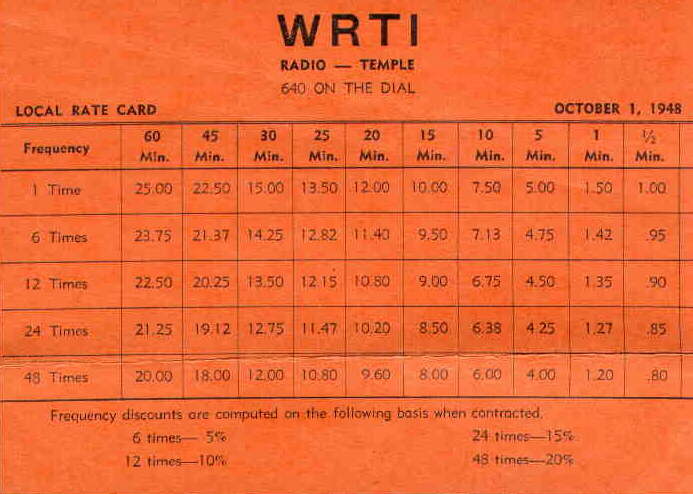 WRTI
RADIO — TEMPLE
640 ON THE DIAL
LOCAL RATE CARD OCTOBER 1, 1948
Frequency 60 Min. 45 Min. 30 Min. 25 Min. 20 Min. 15 Min. 10 Min. 5 Min. 1 Min. ½ Min.
1 Time 25.00 22.50 15.00 13.50 12.00 10.00 7.50 5.00 1.50 1.00
6 Times 23.75 21.37 14.25 12.82 11.40 9.50 7.13 4.75 1.42 .95
12 Times 22.50 20.25 13.50 12.15 10.80 9.00 6.75 4.50 1.35 .90
24 Times 21.25 19.12 12.75 11.47 10.20 8.50 6.38 4.25 1.27 .85
48 Times 20.00 18.00 12.00 10.80 9.60 8.00 6.00 4.00 1.20 .80
Frequency discounts are computed on the following basis when contracted.
6 times— 5% 24 times—15%
12 times—10% 48 times—20%